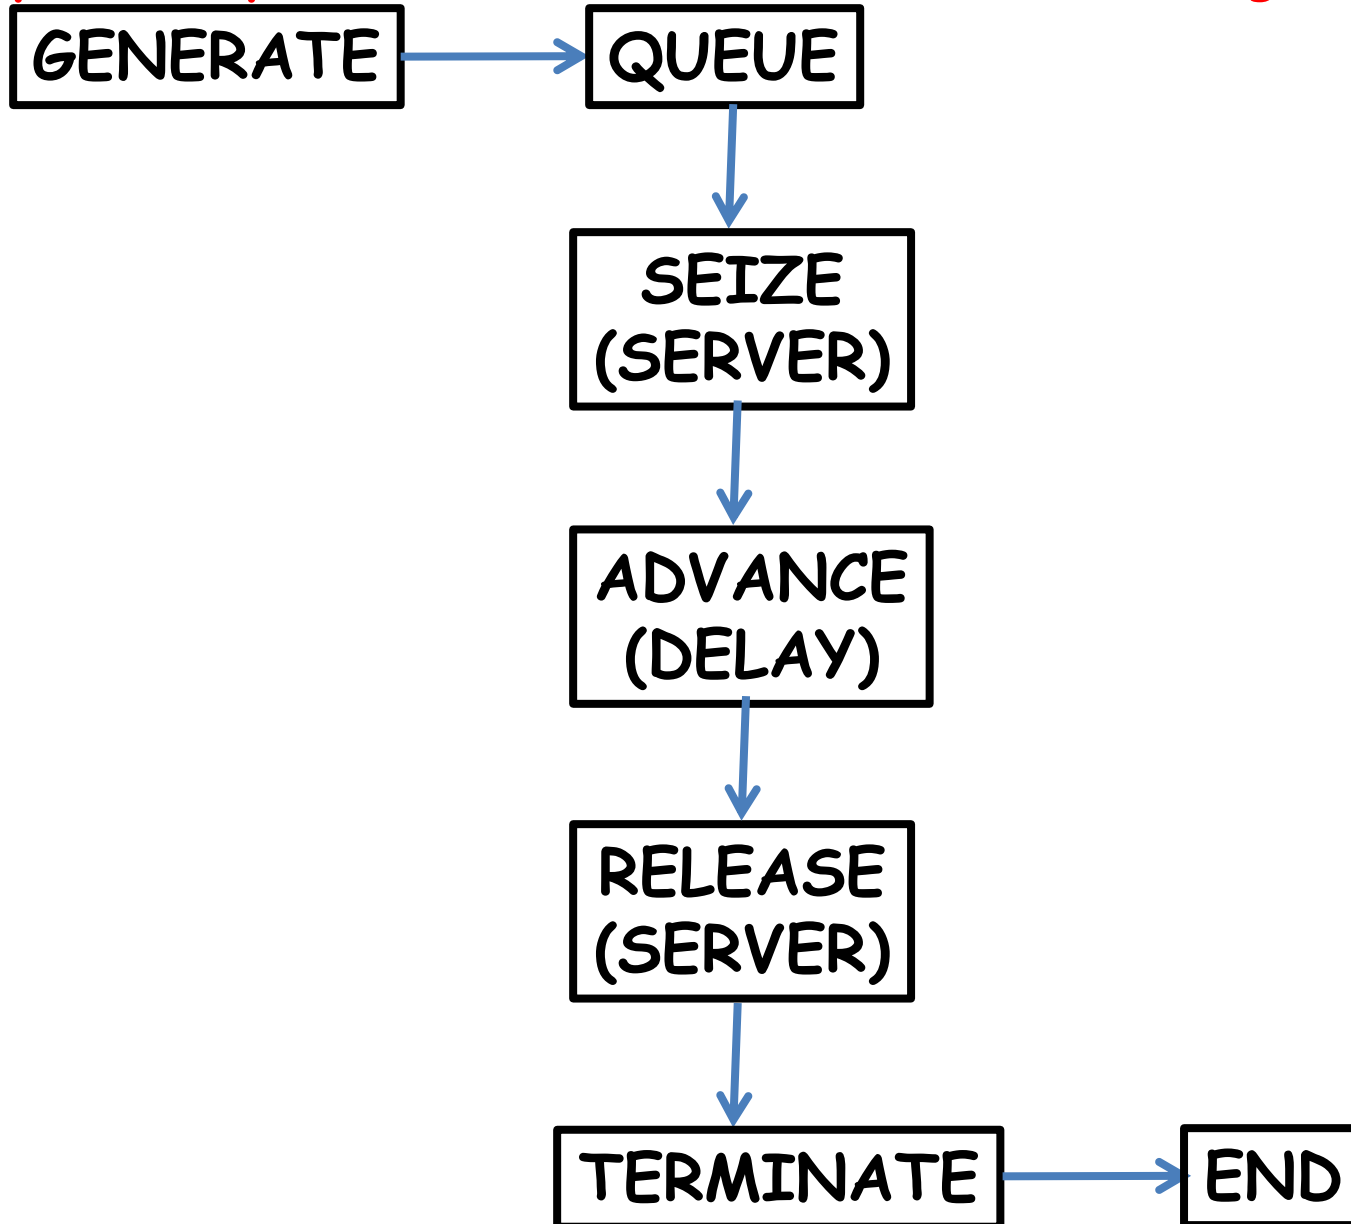 GENERATE
QUEUE
SEIZE
(SERVER)
ADVANCE
(DELAY)
RELEASE
(SERVER)
TERMINATE
END